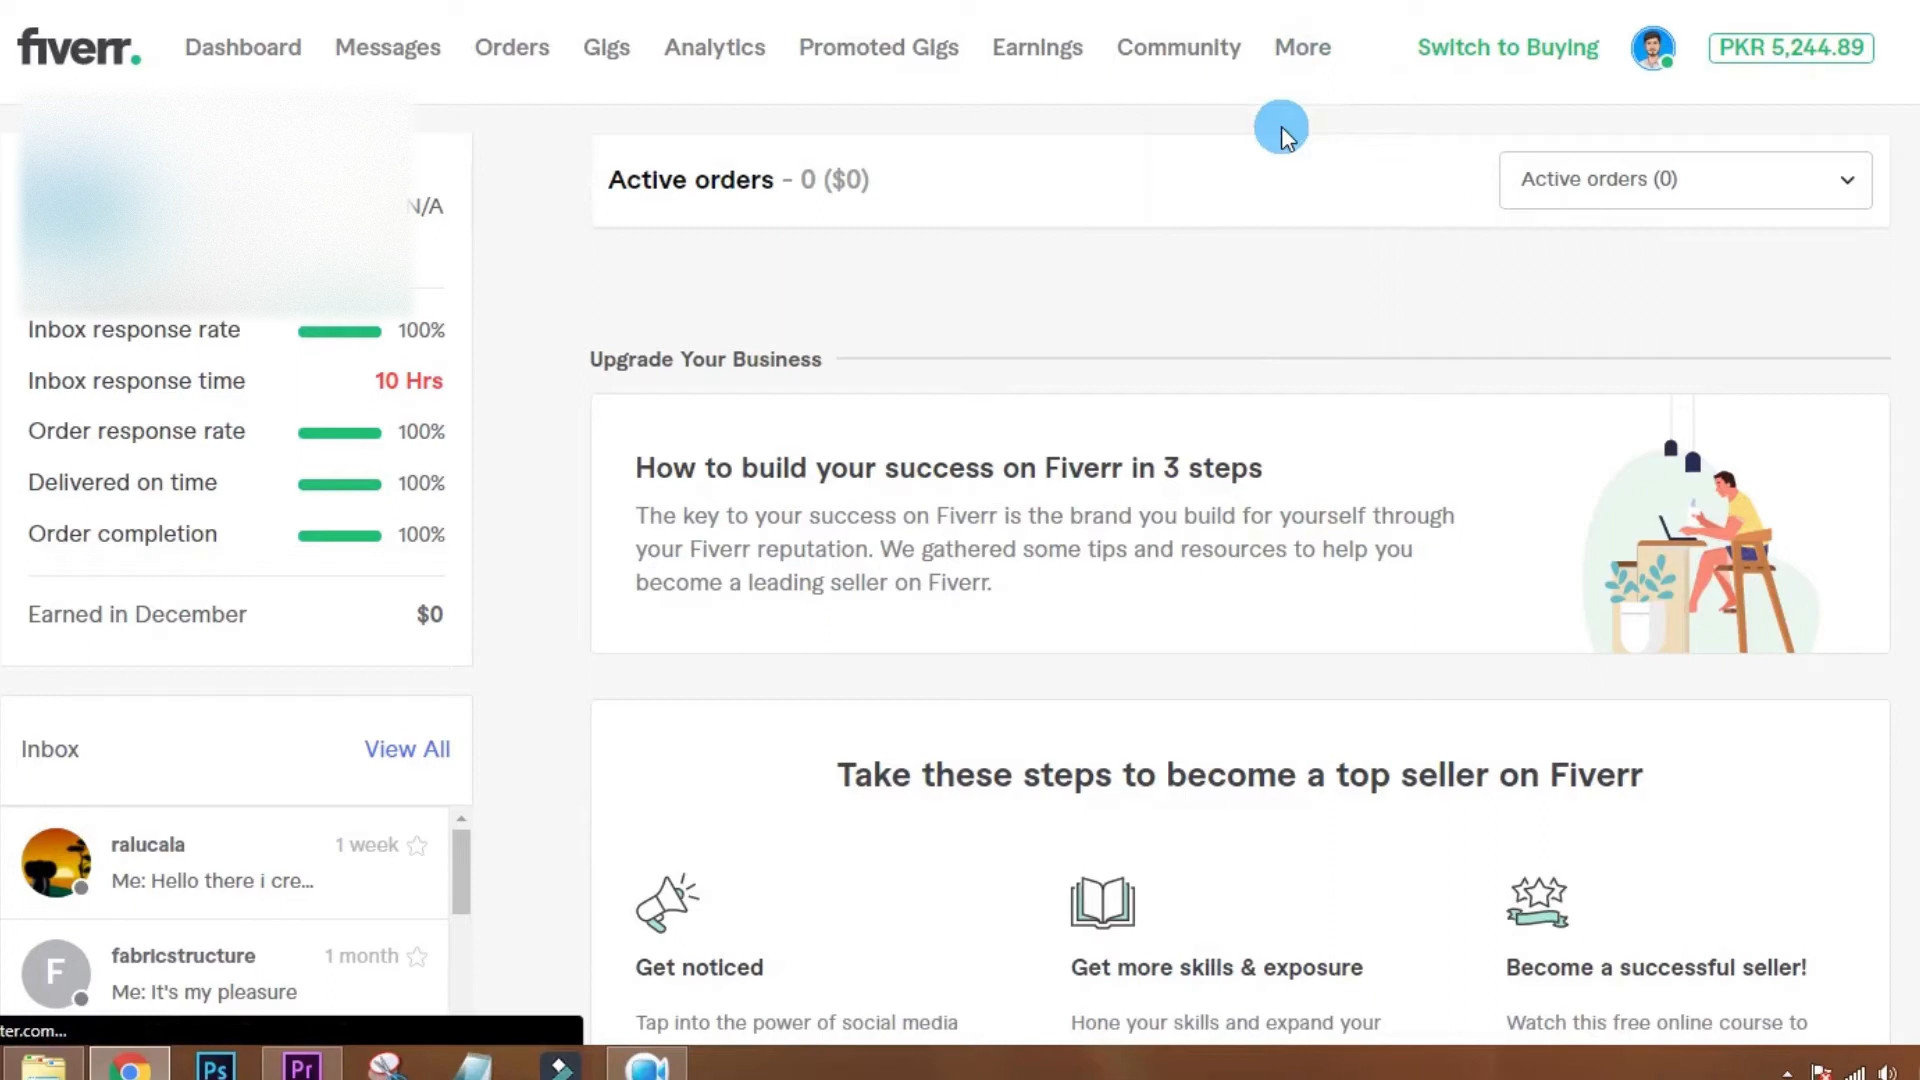 fiverr. Dashboard Messages Orders Gigs Analytics Promoted Gigs Earnings Community More Switch to Buying PKR 5,244.89
N/A
Inbox response rate 100%
Inbox response time 10 Hrs
Order response rate 100%
Delivered on time 100%
Order completion 100%
Earned in December $0
Inbox View All
ralucala 1 week
Me: Hello there i cre...
F
fabricstructure 1 month
Me: It's my pleasure
ter.com...
Active orders - 0 ($0)
Active orders (0)
Upgrade Your Business
How to build your success on Fiverr in 3 steps
The key to your success on Fiverr is the brand you build for yourself through
your Fiverr reputation. We gathered some tips and resources to help you
become a leading seller on Fiverr.
Take these steps to become a top seller on Fiverr
Get noticed
Tap into the power of social media
Get more skills & exposure
Hone your skills and expand your
Become a successful seller!
Watch this free online course to
Ps Pr